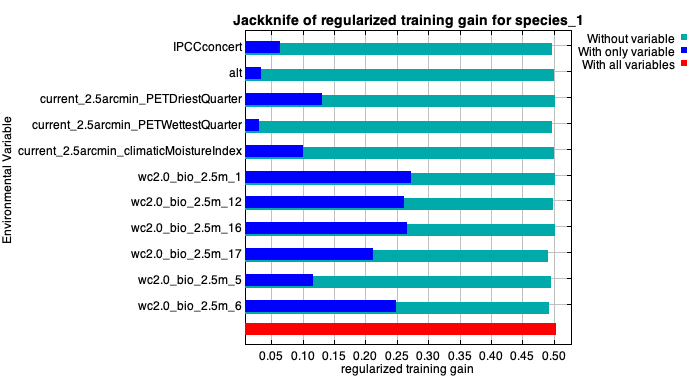 Jackknife of regularized training gain for species_1
Without variable
With only variable
With all variables
Environmental Variable
IPCCconcert
alt
current_2.5arcmin_PETDriestQuarter
current_2.5arcmin_PETWettestQuarter
current_2.5arcmin_climaticMoistureIndex
wc2.0_bio_2.5m_1
wc2.0_bio_2.5m_12
wc2.0_bio_2.5m_16
wc2.0_bio_2.5m_17
wc2.0_bio_2.5m_5
wc2.0_bio_2.5m_6
0.05 0.10 0.15 0.20 0.25 0.30 0.35 0.40 0.45 0.50
regularized training gain